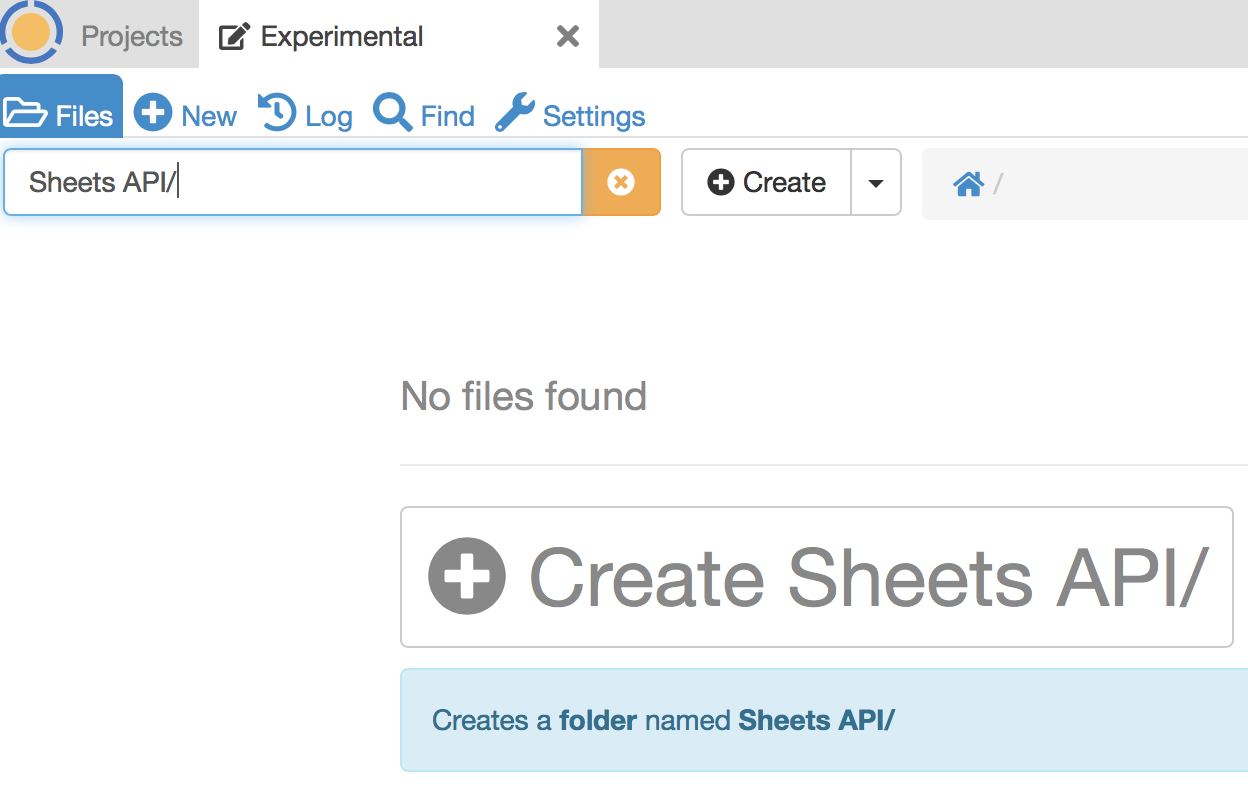 Projects Experimental
Files New Log Find Settings
Sheets API/ Create /
No files found
Create Sheets API/
Creates a folder named Sheets API/